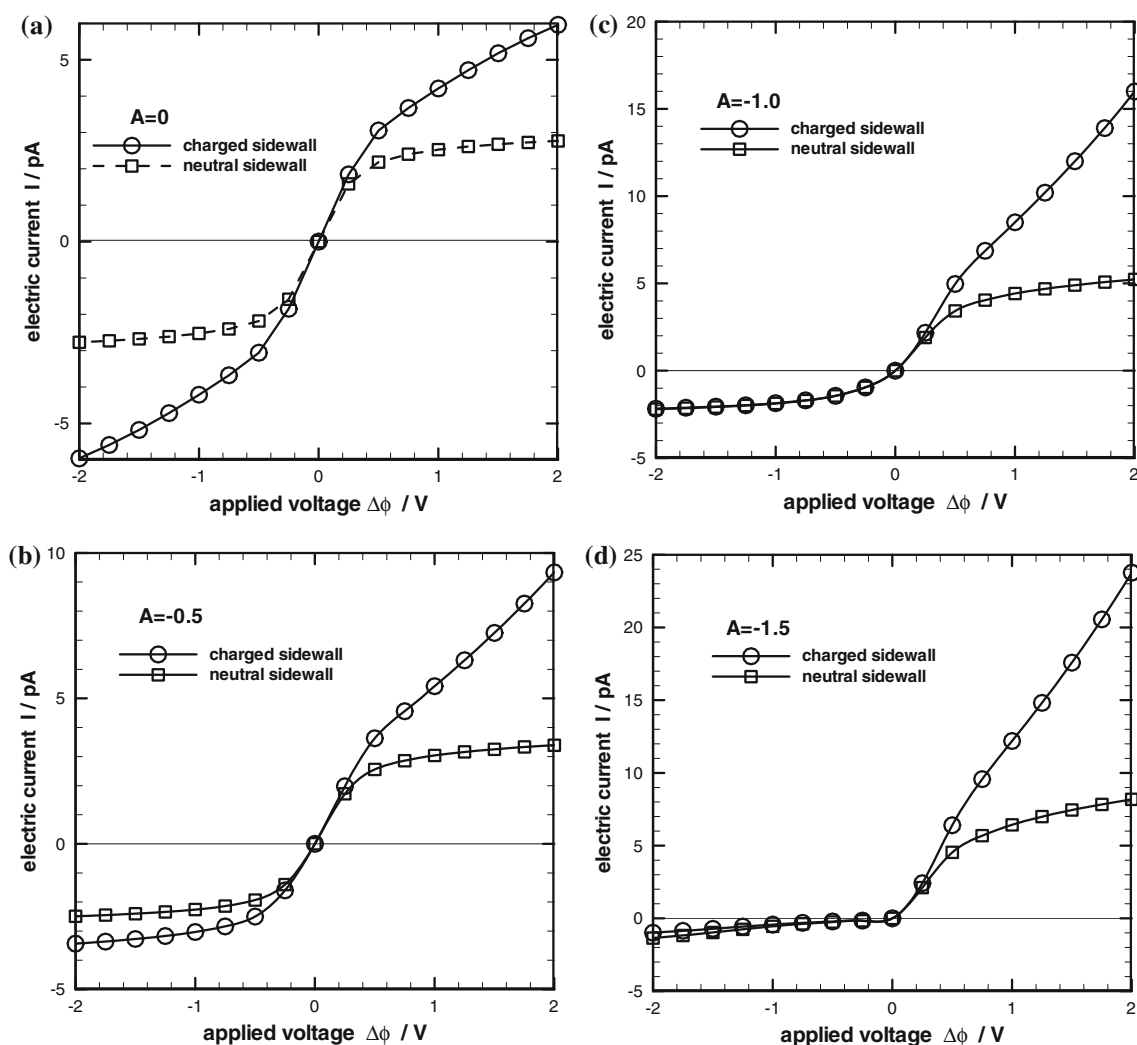 (a)
electric current I / pA
5
0
-5
A=0
charged sidewall
neutral sidewall
-2 -1 0 1 2
applied voltage Δϕ / V
(c)
electric current I / pA
20
15
10
5
0
-5
A=-1.0
charged sidewall
neutral sidewall
-2 -1 0 1 2
applied voltage Δϕ / V
(b)
electric current I / pA
10
5
0
-5
A=-0.5
charged sidewall
neutral sidewall
-2 -1 0 1 2
applied voltage Δϕ / V
(d)
electric current I / pA
25
20
15
10
5
0
-5
A=-1.5
charged sidewall
neutral sidewall
-2 -1 0 1 2
applied voltage Δϕ / V